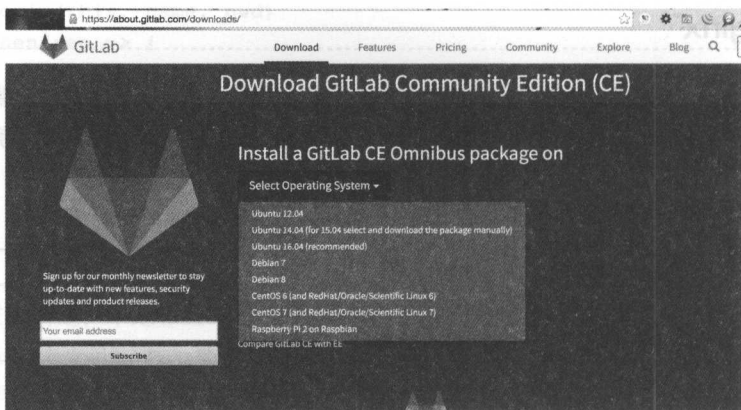 https://about.gitlab.com/downloads/
GitLab
Download
Features
Pricing
Community
Explore
Blog
Download GitLab Community Edition (CE)
Install a GitLab CE Omnibus package on
Select Operating System
Ubuntu 12.04
Ubuntu 14.04 (for 15.04 select and download the package manually)
Ubuntu 16.04 (recommended)
Debian 7
Debian 8
CentOS 6 (and RedHat/Oracle/Scientific Linux 6)
CentOS 7 (and RedHat/Oracle/Scientific Linux 7)
Raspberry Pi 2 on Raspbian
Compare GitLab CE with EE
Sign up for our monthly newsletter to stay
up-to-date with new features, security
updates and product releases.
Your email address
Subscribe